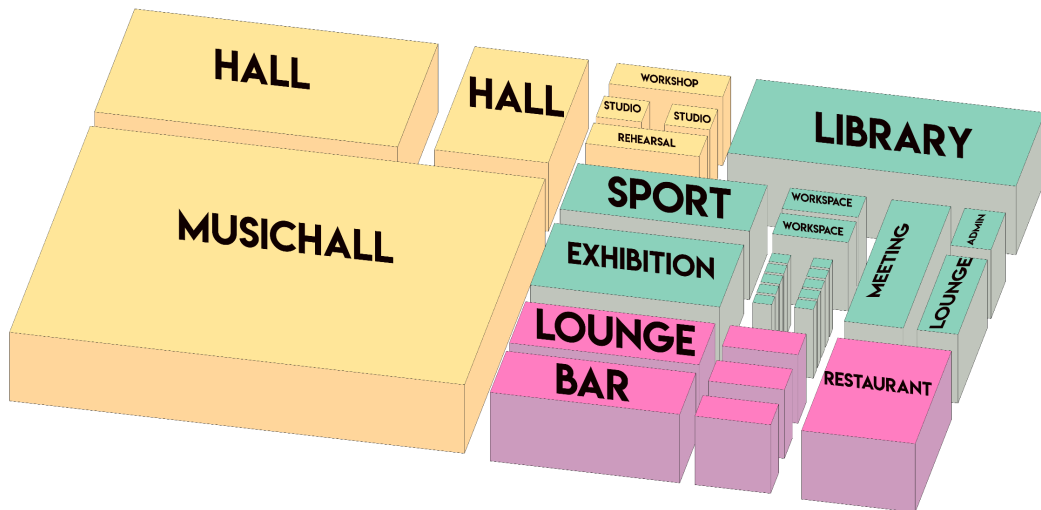 HALL
HALL
WORKSHOP
STUDIO
STUDIO
REHEARSAL
LIBRARY
MUSICHALL
SPORT
WORKSPACE
WORKSPACE
EXHIBITION
MEETING
ADMIN
LOUNGE
LOUNGE
BAR
RESTAURANT